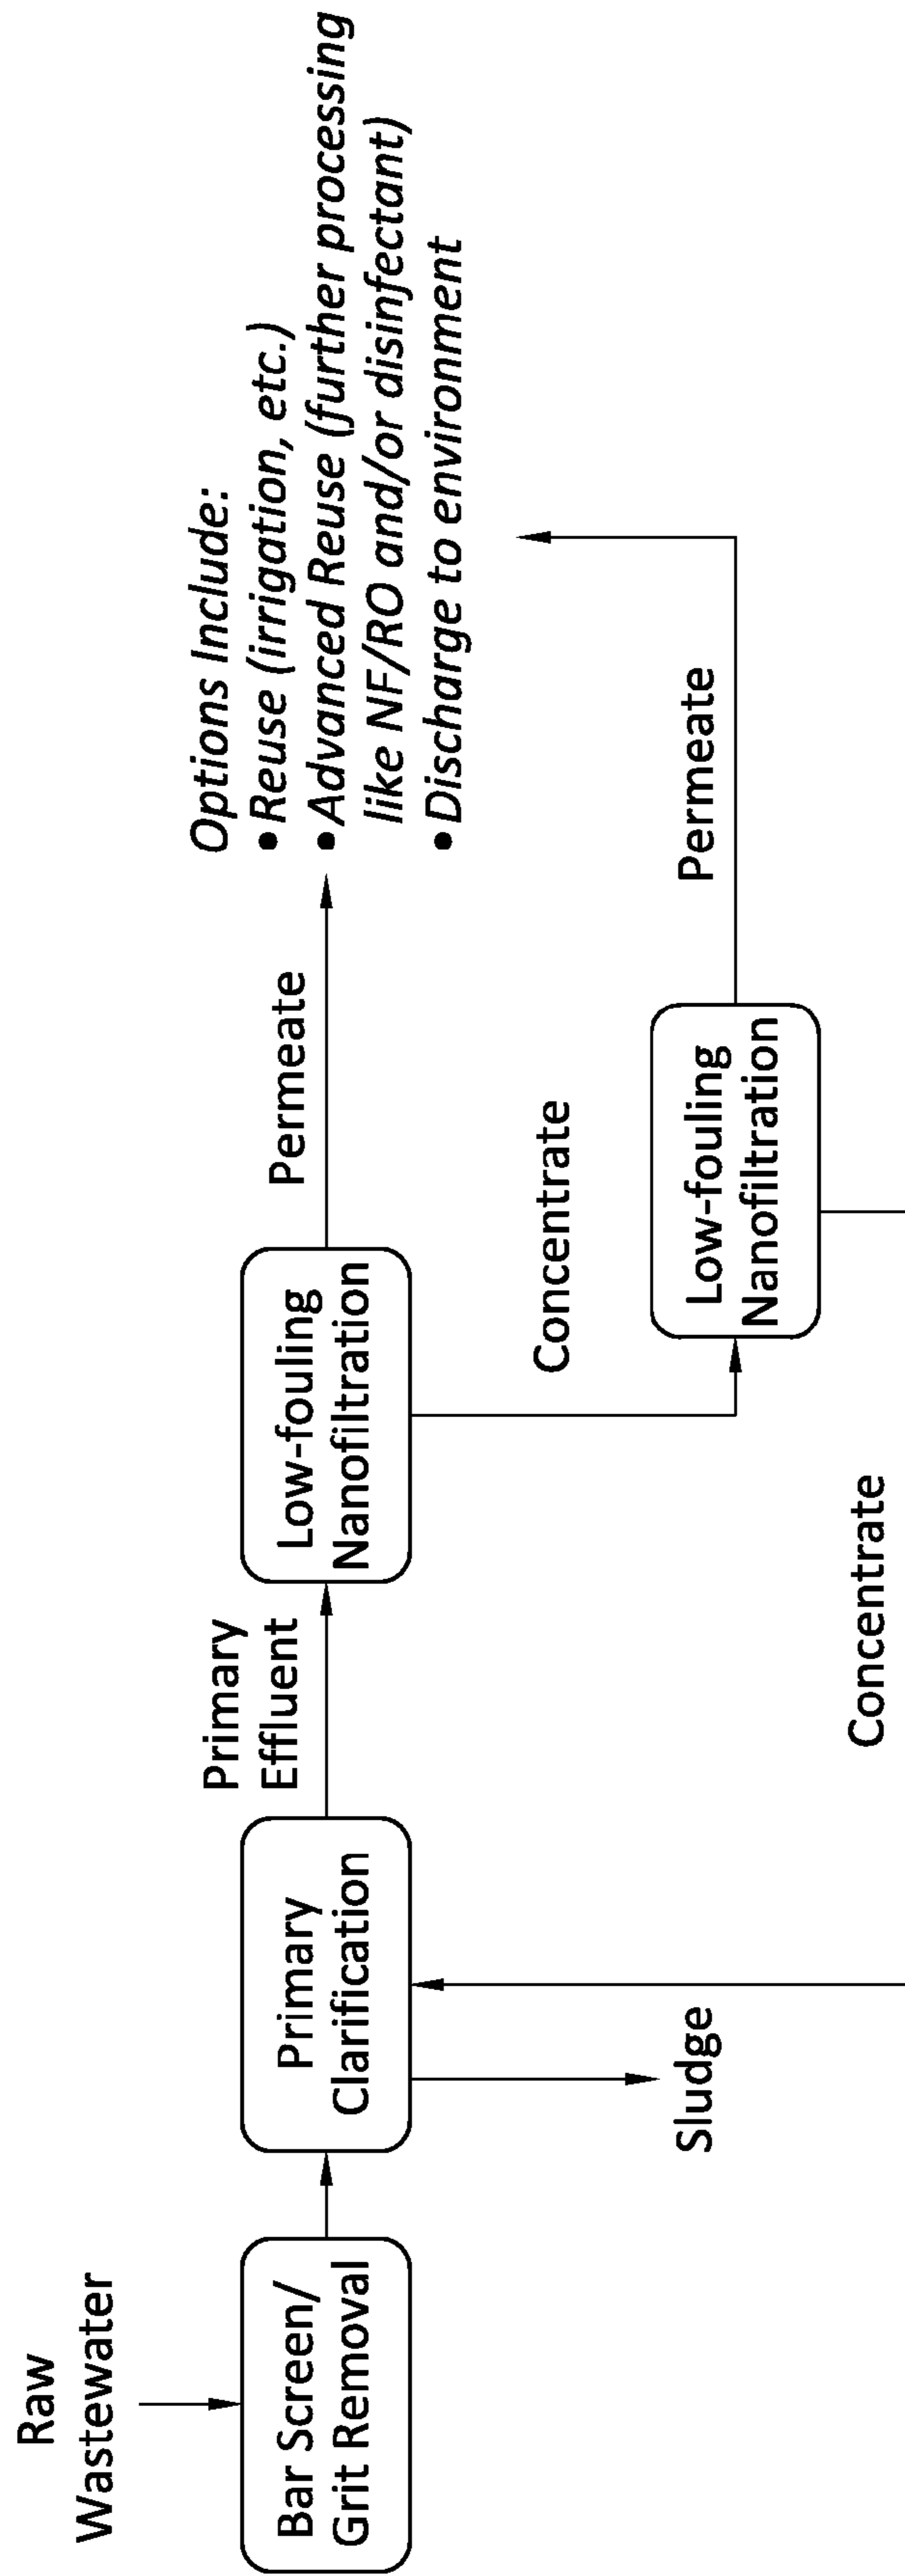 Raw
Wastewater
Bar Screen/
Grit Removal
Primary
Clarification
Sludge
Primary
Effluent
Low-fouling
Nanofiltration
Permeate
Options Include:
•Reuse (irrigation, etc.)
•Advanced Reuse (further processing
like NF/RO and/or disinfectant)
•Discharge to environment
Concentrate
Low-fouling
Nanofiltration
Permeate
Concentrate